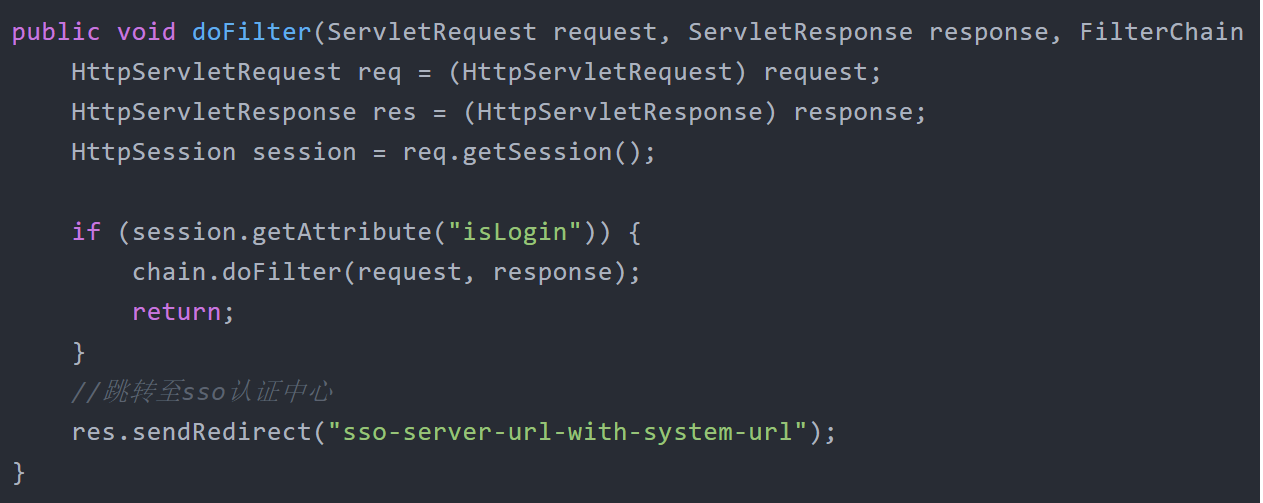 public void doFilter(ServletRequest request, ServletResponse response, FilterChain
    HttpServletRequest req = (HttpServletRequest) request;
    HttpServletResponse res = (HttpServletResponse) response;
    HttpSession session = req.getSession();

    if (session.getAttribute("isLogin")) {
        chain.doFilter(request, response);
        return;
    }
    //跳转至sso认证中心
    res.sendRedirect("sso-server-url-with-system-url");
}